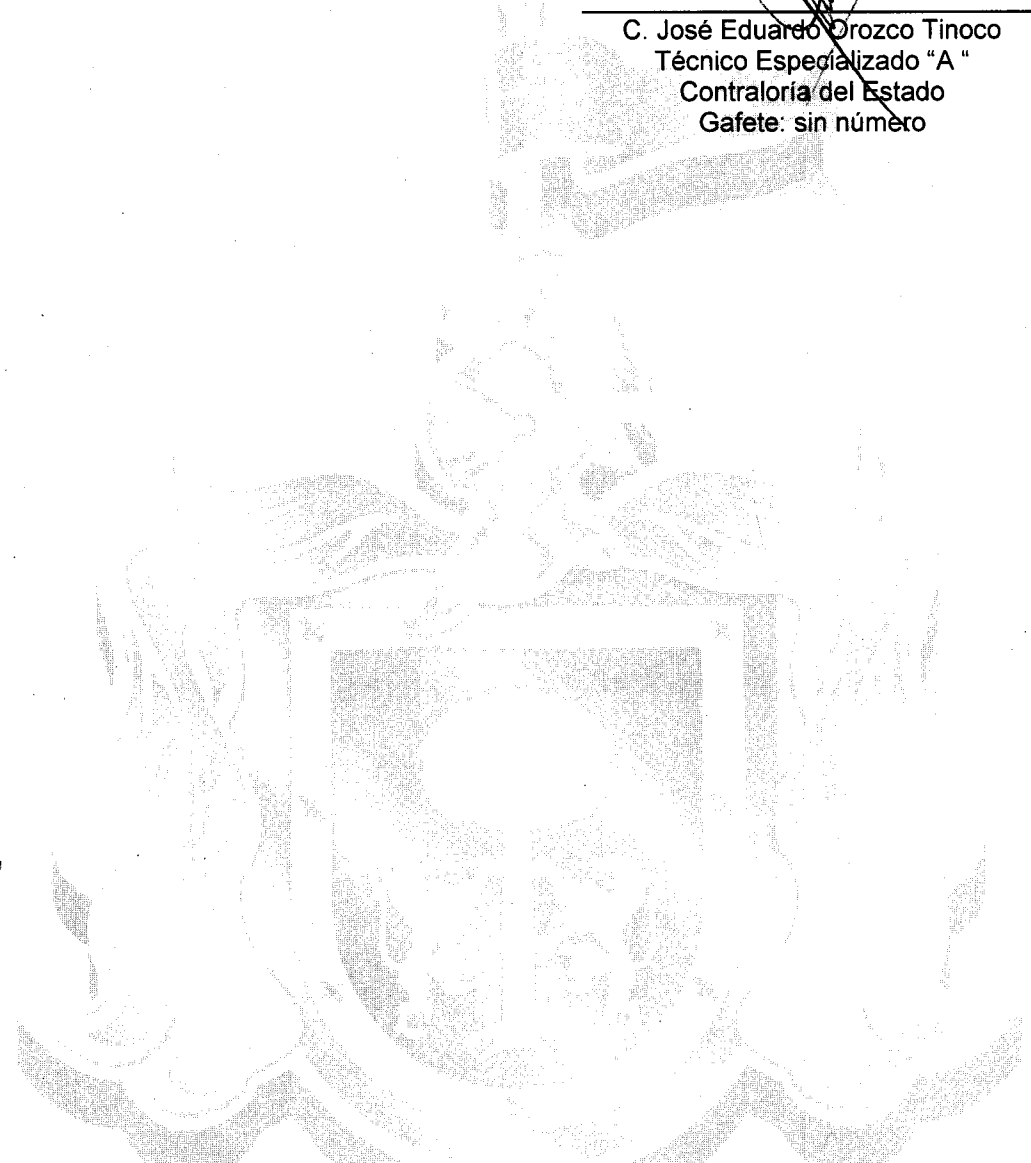 C. José Eduardo Orozco Tinoco
Técnico Especializado “A “
Contraloría del Estado
Gafete: sin número